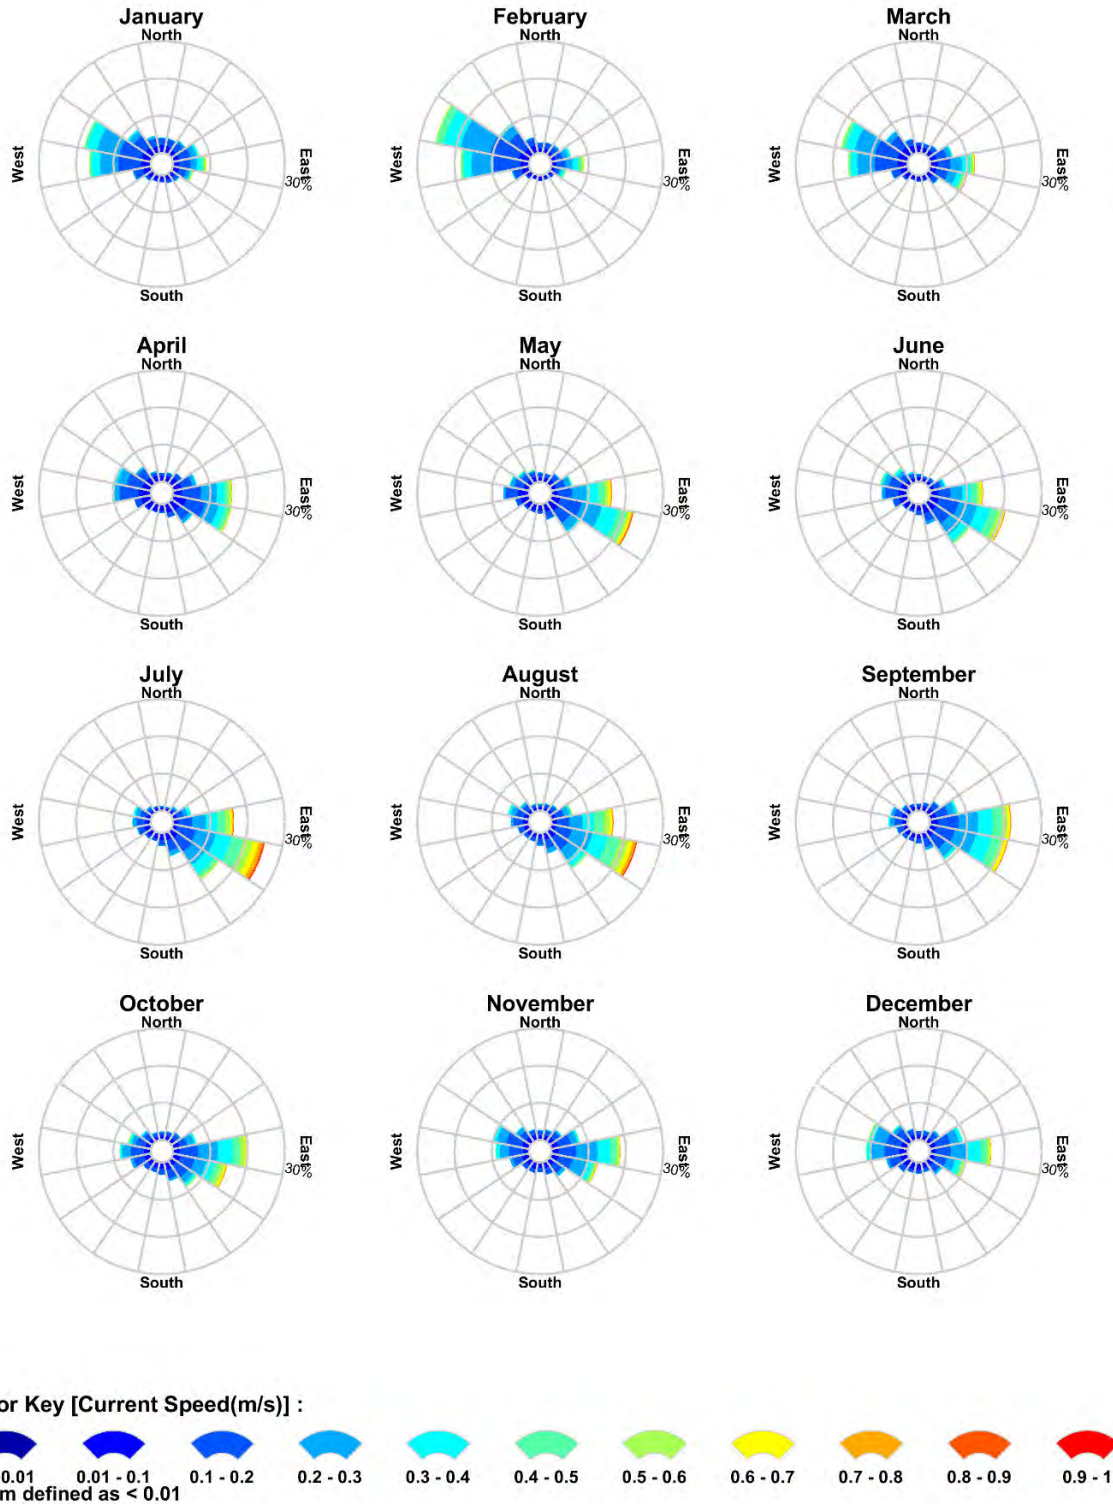 January February March
North North North
West East 30% West East 30% West East 30%
South South South
April May June
North North North
West East 30% West East 30% West East 30%
South South South
July August September
North North North
West East 30% West East 30% West East 30%
South South South
October November December
North North North
West East 30% West East 30% West East 30%
South South South
or Key [Current Speed(m/s)] :
0.01 0.01 - 0.1 0.1 - 0.2 0.2 - 0.3 0.3 - 0.4 0.4 - 0.5 0.5 - 0.6 0.6 - 0.7 0.7 - 0.8 0.8 - 0.9 0.9 - 1
m defined as < 0.01